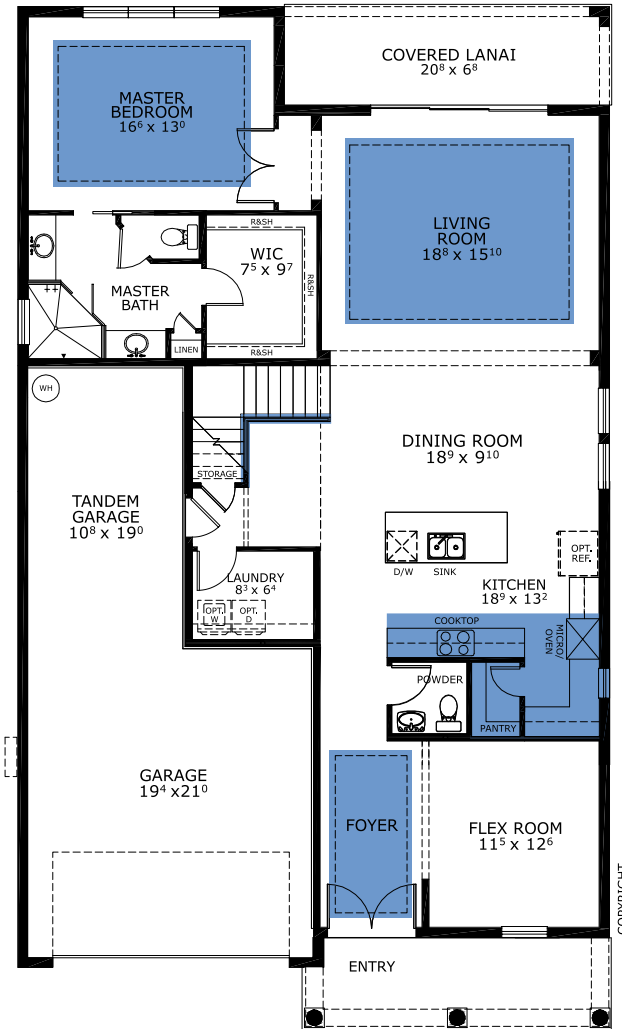 COVERED LANAI
20⁸ x 6⁸
MASTER
BEDROOM
16⁶ x 13⁰
LIVING
ROOM
18⁸ x 15¹⁰
R&SH
WIC
7⁵ x 9⁷
R&SH
R&SH
MASTER
BATH
LINEN
WH
DINING ROOM
18⁹ x 9¹⁰
STORAGE
TANDEM
GARAGE
10⁸ x 19⁰
D/W
SINK
OPT.
REF.
KITCHEN
18⁹ x 13²
LAUNDRY
8³ x 6⁴
OPT.
W
OPT.
D
COOKTOP
MICRO/
OVEN
POWDER
PANTRY
GARAGE
19⁴ x21⁰
FOYER
FLEX ROOM
11⁵ x 12⁶
COPYRIGHT
ENTRY